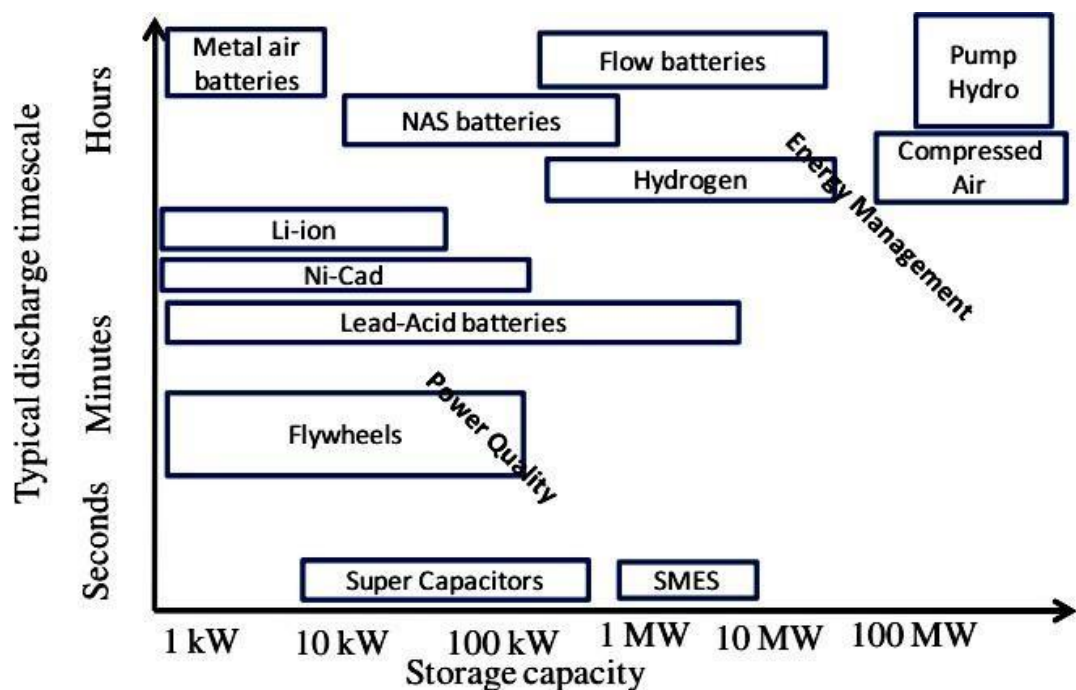 Typical discharge timescale
Hours
Minutes
Seconds
Metal air
batteries
Flow batteries
Pump
Hydro
NAS batteries
Compressed
Air
Hydrogen
Energy Management
Li-ion
Ni-Cad
Lead-Acid batteries
Power Quality
Flywheels
Super Capacitors
SMES
1 kW 10 kW 100 kW 1 MW 10 MW 100 MW
Storage capacity